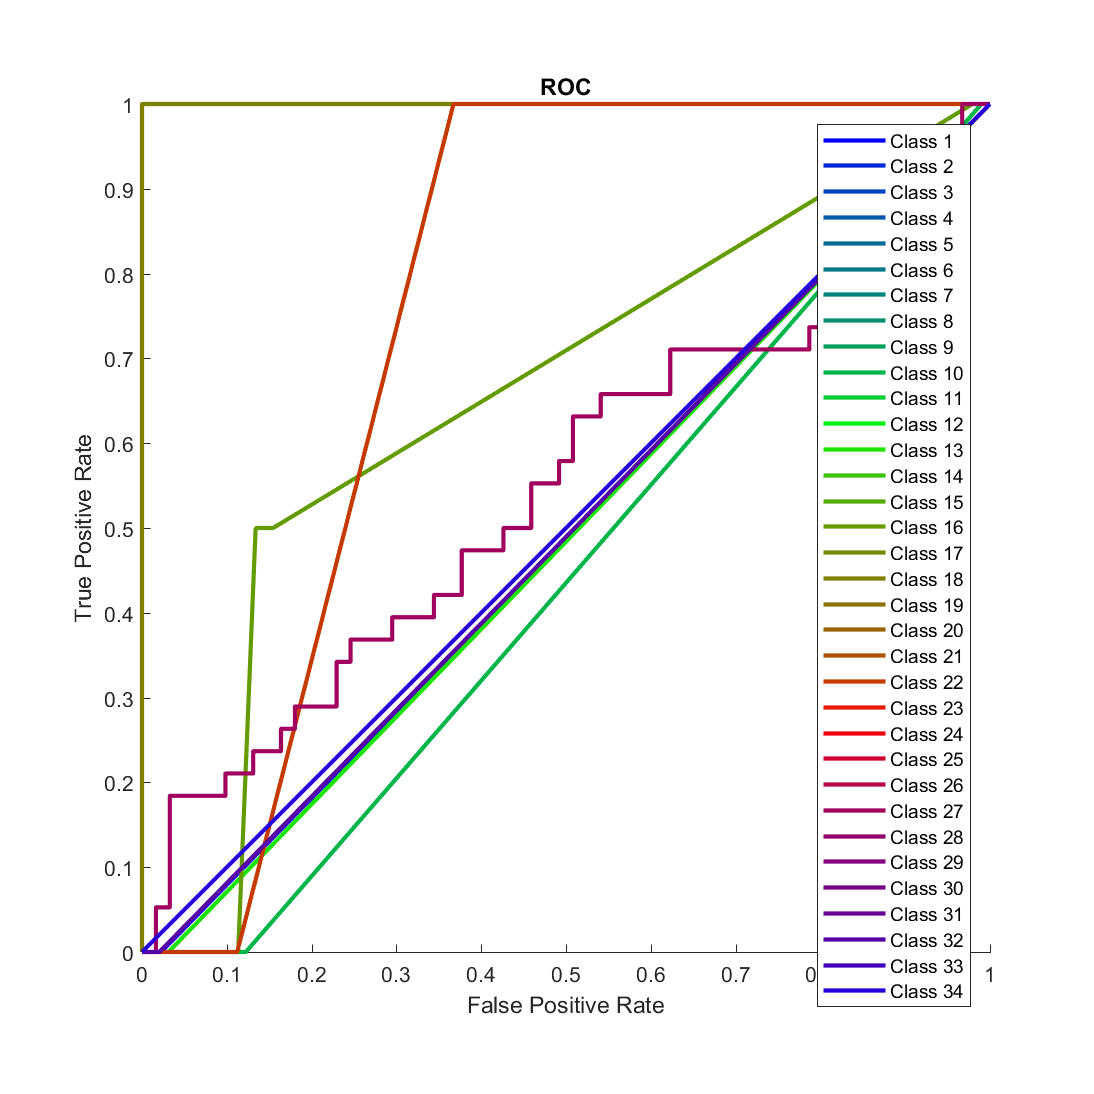 ROC
True Positive Rate
1
0.9
0.8
0.7
0.6
0.5
0.4
0.3
0.2
0.1
0
0 0.1 0.2 0.3 0.4 0.5 0.6 0.7 0 1
False Positive Rate
Class 1
Class 2
Class 3
Class 4
Class 5
Class 6
Class 7
Class 8
Class 9
Class 10
Class 11
Class 12
Class 13
Class 14
Class 15
Class 16
Class 17
Class 18
Class 19
Class 20
Class 21
Class 22
Class 23
Class 24
Class 25
Class 26
Class 27
Class 28
Class 29
Class 30
Class 31
Class 32
Class 33
Class 34